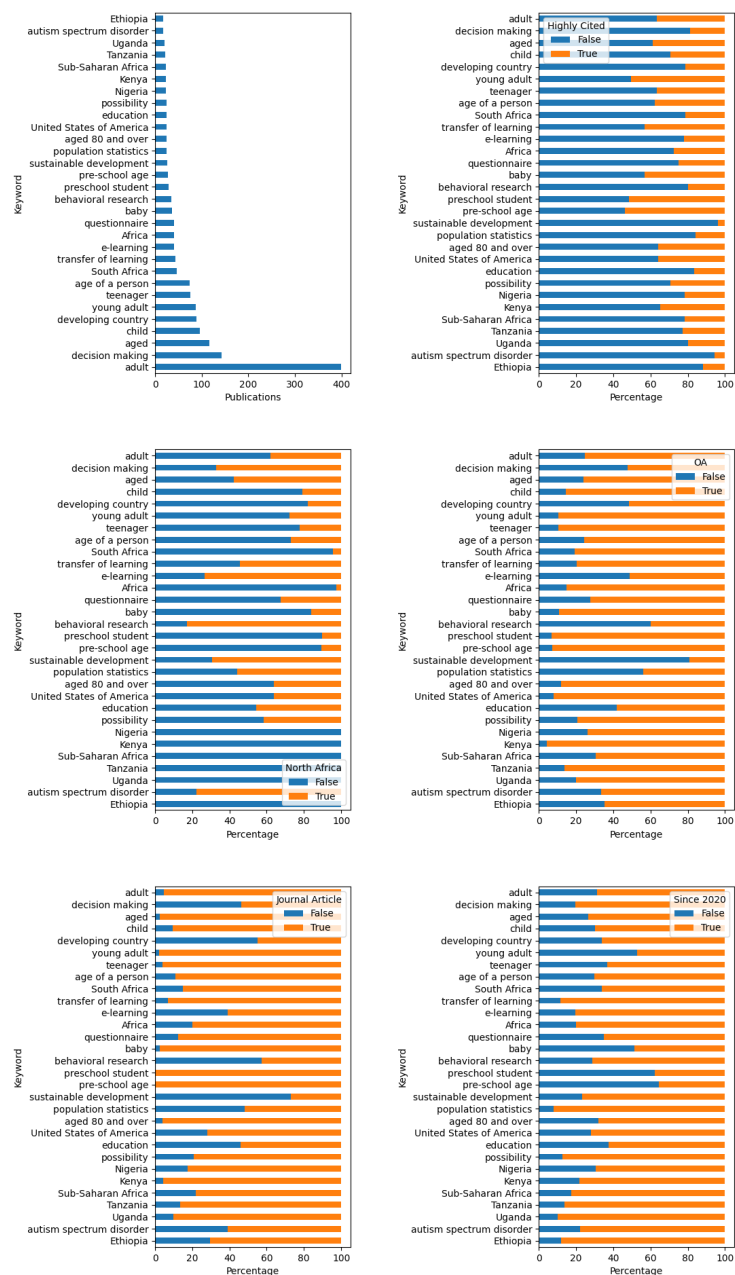 Ethiopia
autism spectrum disorder
Uganda
Tanzania
Sub-Saharan Africa
Kenya
Nigeria
possibility
education
United States of America
aged 80 and over
population statistics
sustainable development
pre-school age
preschool student
behavioral research
baby
questionnaire
Africa
e-learning
transfer of learning
South Africa
age of a person
teenager
young adult
developing country
child
aged
decision making
adult
Keyword
0 100 200 300 400
Publications
adult
decision making
aged
child
developing country
young adult
teenager
age of a person
South Africa
transfer of learning
e-learning
Africa
questionnaire
baby
behavioral research
preschool student
pre-school age
sustainable development
population statistics
aged 80 and over
United States of America
education
possibility
Nigeria
Kenya
Sub-Saharan Africa
Tanzania
Uganda
autism spectrum disorder
Ethiopia
Keyword
Highly Cited
False
True
0 20 40 60 80 100
Percentage
adult
decision making
aged
child
developing country
young adult
teenager
age of a person
South Africa
transfer of learning
e-learning
Africa
questionnaire
baby
behavioral research
preschool student
pre-school age
sustainable development
population statistics
aged 80 and over
United States of America
education
possibility
Nigeria
Kenya
Sub-Saharan Africa
Tanzania
Uganda
autism spectrum disorder
Ethiopia
Keyword
North Africa
False
True
0 20 40 60 80 100
Percentage
adult
decision making
aged
child
developing country
young adult
teenager
age of a person
South Africa
transfer of learning
e-learning
Africa
questionnaire
baby
behavioral research
preschool student
pre-school age
sustainable development
population statistics
aged 80 and over
United States of America
education
possibility
Nigeria
Kenya
Sub-Saharan Africa
Tanzania
Uganda
autism spectrum disorder
Ethiopia
Keyword
OA
False
True
0 20 40 60 80 100
Percentage
adult
decision making
aged
child
developing country
young adult
teenager
age of a person
South Africa
transfer of learning
e-learning
Africa
questionnaire
baby
behavioral research
preschool student
pre-school age
sustainable development
population statistics
aged 80 and over
United States of America
education
possibility
Nigeria
Kenya
Sub-Saharan Africa
Tanzania
Uganda
autism spectrum disorder
Ethiopia
Keyword
Journal Article
False
True
0 20 40 60 80 100
Percentage
adult
decision making
aged
child
developing country
young adult
teenager
age of a person
South Africa
transfer of learning
e-learning
Africa
questionnaire
baby
behavioral research
preschool student
pre-school age
sustainable development
population statistics
aged 80 and over
United States of America
education
possibility
Nigeria
Kenya
Sub-Saharan Africa
Tanzania
Uganda
autism spectrum disorder
Ethiopia
Keyword
Since 2020
False
True
0 20 40 60 80 100
Percentage